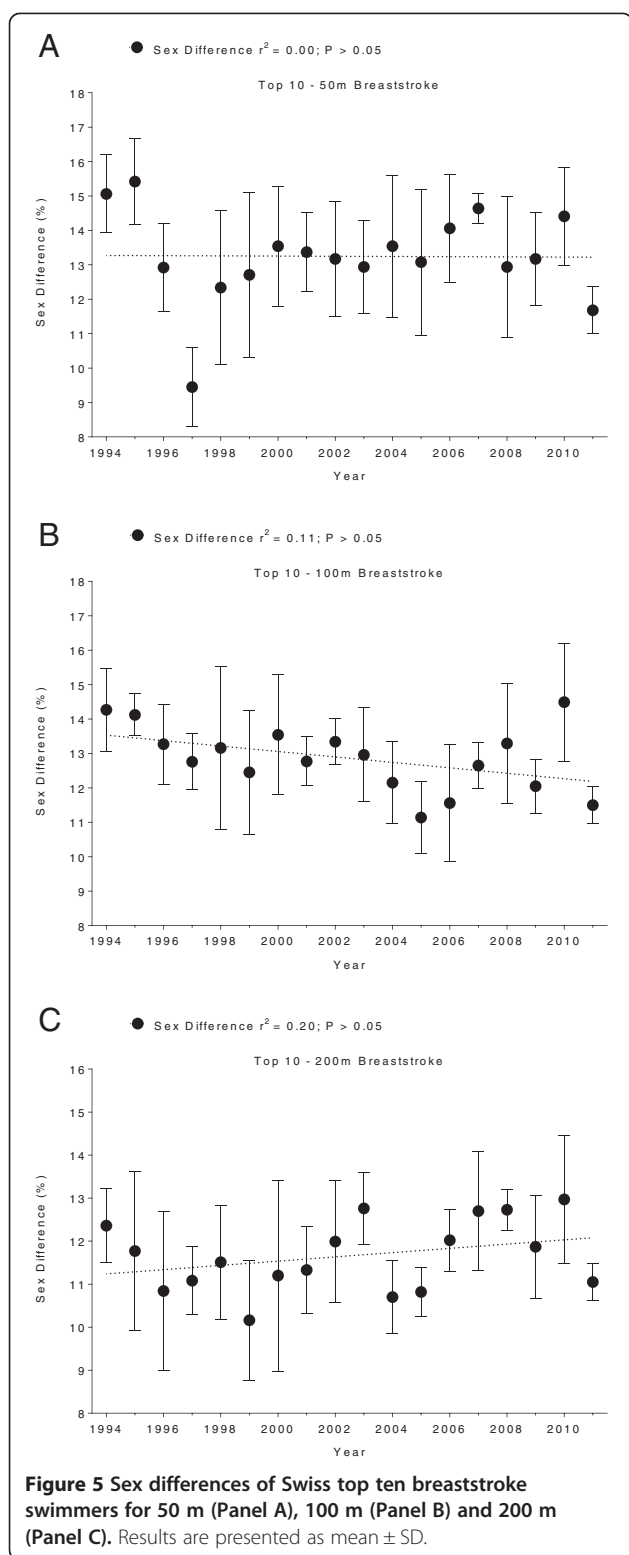 A
Sex Difference r² = 0.00; P > 0.05
Top 10 - 50m Breaststroke
18
17
16
15
14
13
12
11
10
9
8
Sex Difference (%)
1994 1996 1998 2000 2002 2004 2006 2008 2010
Year
B
Sex Difference r² = 0.11; P > 0.05
Top 10 - 100m Breaststroke
18
17
16
15
14
13
12
11
10
9
8
Sex Difference (%)
1994 1996 1998 2000 2002 2004 2006 2008 2010
Year
C
Sex Difference r² = 0.20; P > 0.05
Top 10 - 200m Breaststroke
16
15
14
13
12
11
10
9
8
Sex Difference (%)
1994 1996 1998 2000 2002 2004 2006 2008 2010
Year
Figure 5 Sex differences of Swiss top ten breaststroke
swimmers for 50 m (Panel A), 100 m (Panel B) and 200 m
(Panel C). Results are presented as mean ± SD.